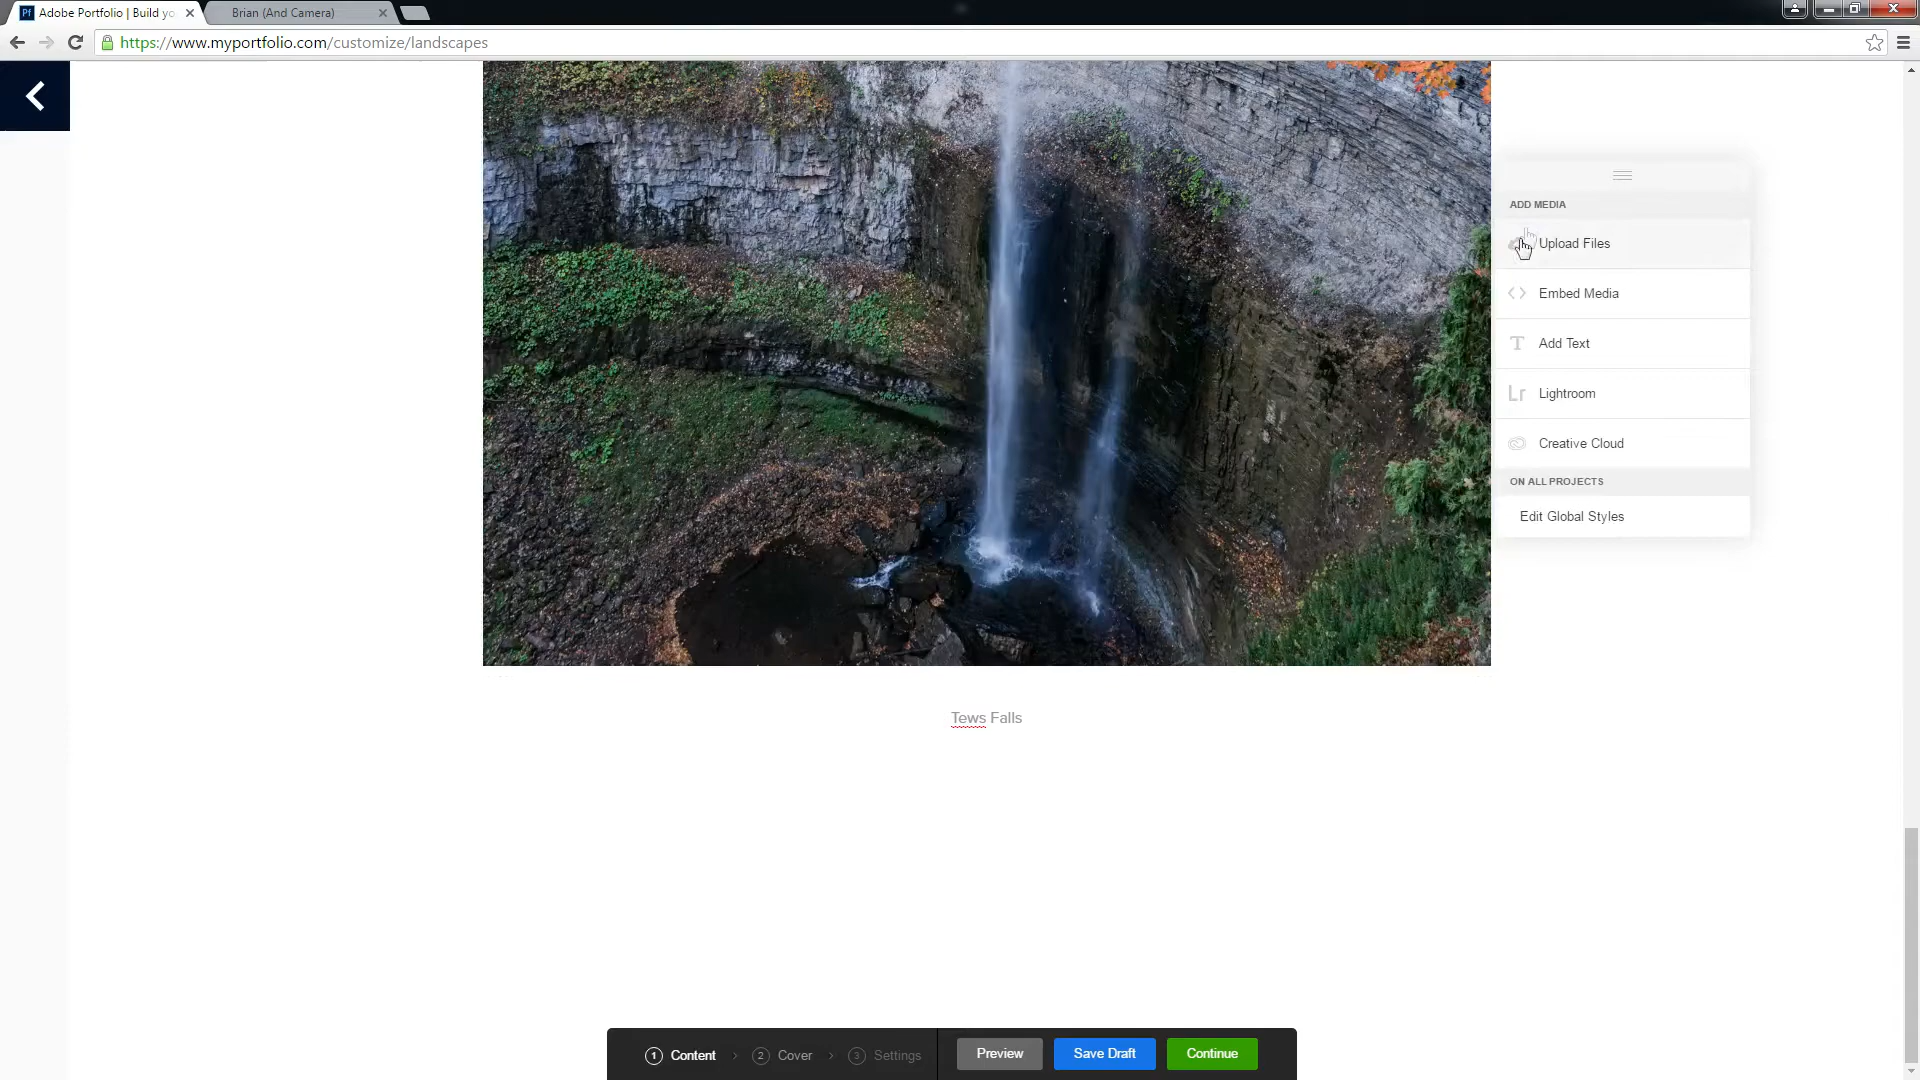 Pf Adobe Portfolio | Build yo
Brian (And Camera)
https://www.myportfolio.com/customize/landscapes
ADD MEDIA
Upload Files
Embed Media
T Add Text
Lr Lightroom
Creative Cloud
ON ALL PROJECTS
Edit Global Styles
Tews Falls
1 Content > 2 Cover > 3 Settings Preview Save Draft Continue